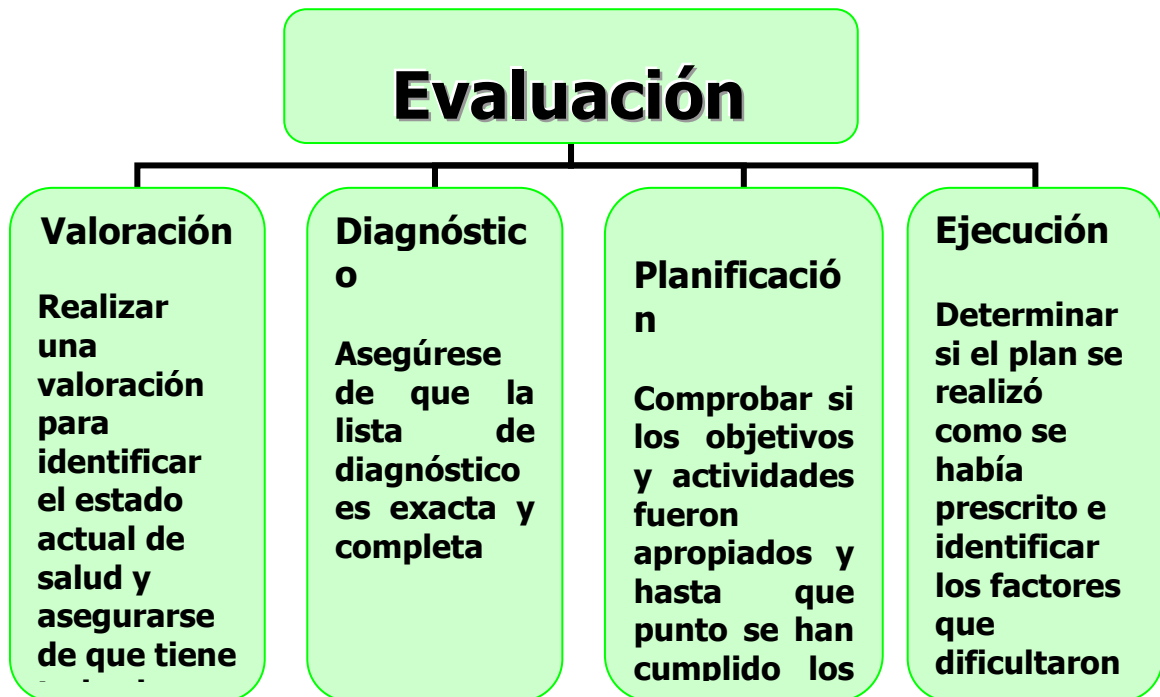 Evaluación
Valoración
Realizar
una
valoración
para
identificar
el estado
actual de
salud y
asegurarse
de que tiene
Diagnóstic
o
Asegúrese
de que la
lista de
diagnóstico
es exacta y
completa
Planificació
n
Comprobar si
los objetivos
y actividades
fueron
apropiados y
hasta que
punto se han
cumplido los
Ejecución
Determinar
si el plan se
realizó
como se
había
prescrito e
identificar
los factores
que
dificultaron